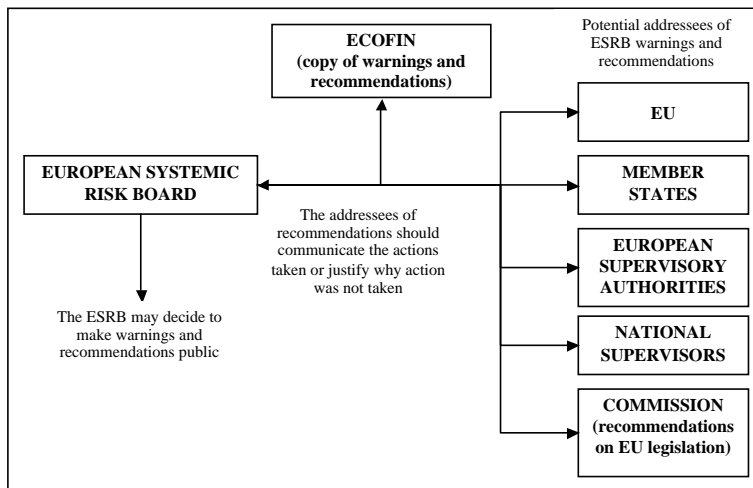 ECOFIN
(copy of warnings and
recommendations)
Potential addressees of
ESRB warnings and
recommendations
EU
EUROPEAN SYSTEMIC
RISK BOARD
MEMBER
STATES
The addressees of
recommendations should
communicate the actions
taken or justify why action
was not taken
EUROPEAN
SUPERVISORY
AUTHORITIES
The ESRB may decide to
make warnings and
recommendations public
NATIONAL
SUPERVISORS
COMMISSION
(recommendations
on EU legislation)